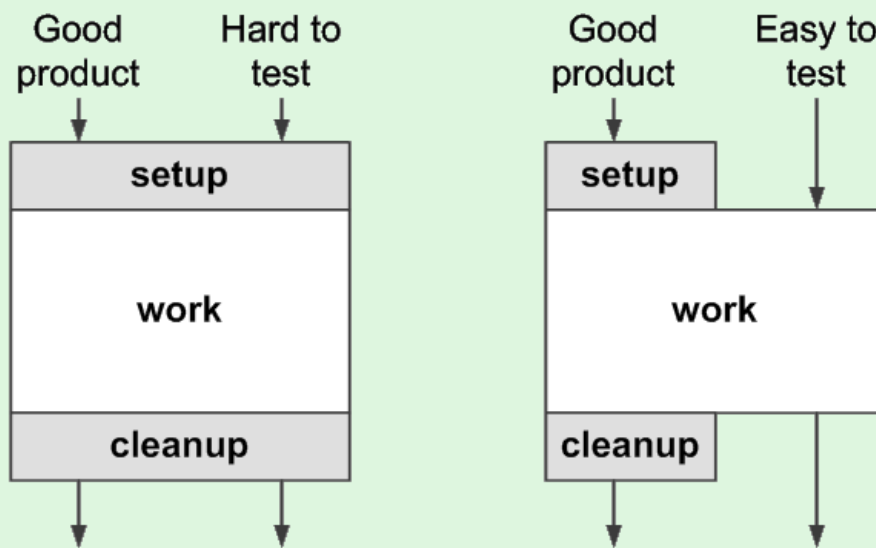 Good
product
Hard to
test
setup
work
cleanup
Good
product
Easy to
test
setup
work
cleanup